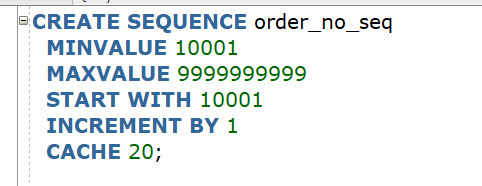 CREATE SEQUENCE order_no_seq
MINVALUE 10001
MAXVALUE 9999999999
START WITH 10001
INCREMENT BY 1
CACHE 20;